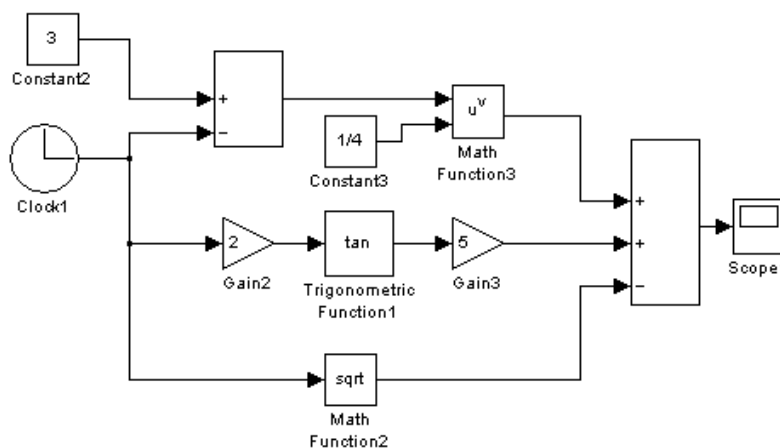 3
Constant2
+
−
Clock1
1/4
Constant3
u^v
Math
Function3
2
Gain2
tan
Trigonometric
Function1
5
Gain3
+
+
−
Scope
sqrt
Math
Function2